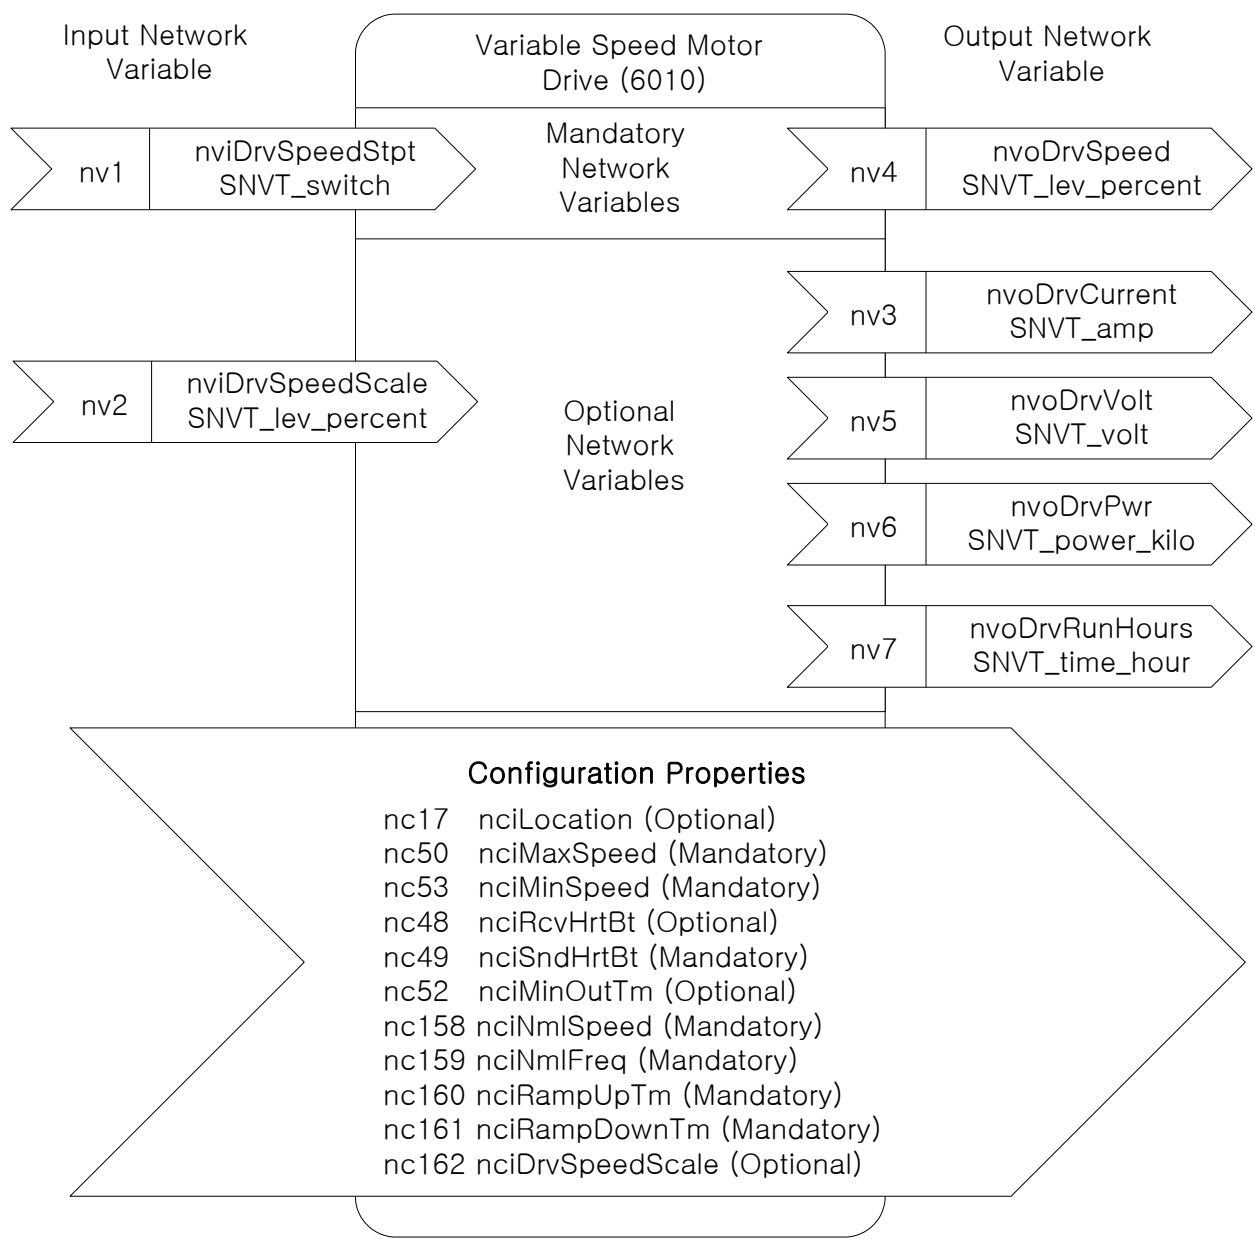 Input Network
Variable
Variable Speed Motor
Drive (6010)
Output Network
Variable
nv1
nviDrvSpeedStpt
SNVT_switch
Mandatory
Network
Variables
nv4
nvoDrvSpeed
SNVT_lev_percent
nv3
nvoDrvCurrent
SNVT_amp
nv2
nviDrvSpeedScale
SNVT_lev_percent
Optional
Network
Variables
nv5
nvoDrvVolt
SNVT_volt
nv6
nvoDrvPwr
SNVT_power_kilo
nv7
nvoDrvRunHours
SNVT_time_hour
Configuration Properties
nc17 nciLocation (Optional)
nc50 nciMaxSpeed (Mandatory)
nc53 nciMinSpeed (Mandatory)
nc48 nciRcvHrtBt (Optional)
nc49 nciSndHrtBt (Mandatory)
nc52 nciMinOutTm (Optional)
nc158 nciNmlSpeed (Mandatory)
nc159 nciNmlFreq (Mandatory)
nc160 nciRampUpTm (Mandatory)
nc161 nciRampDownTm (Mandatory)
nc162 nciDrvSpeedScale (Optional)